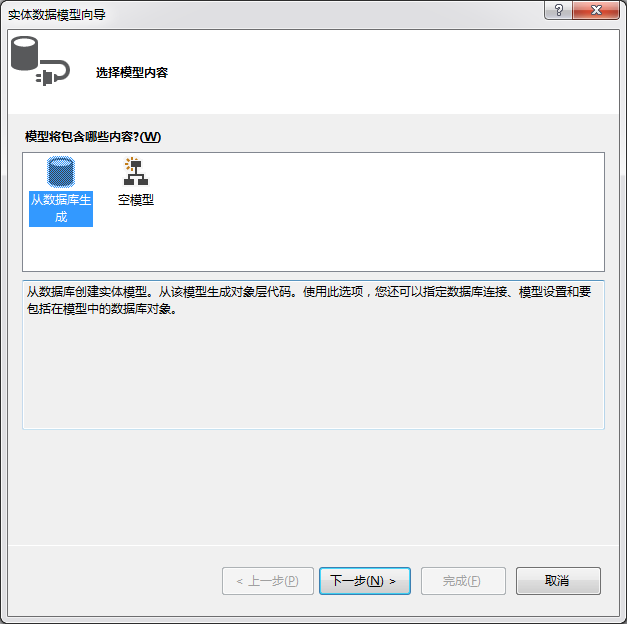 实体数据模型向导
选择模型内容
模型将包含哪些内容?(W)
从数据库生
成
空模型
从数据库创建实体模型。从该模型生成对象层代码。使用此选项，您还可以指定数据库连接、模型设置和要
包括在模型中的数据库对象。
< 上一步(P)
下一步(N) >
完成(F)
取消